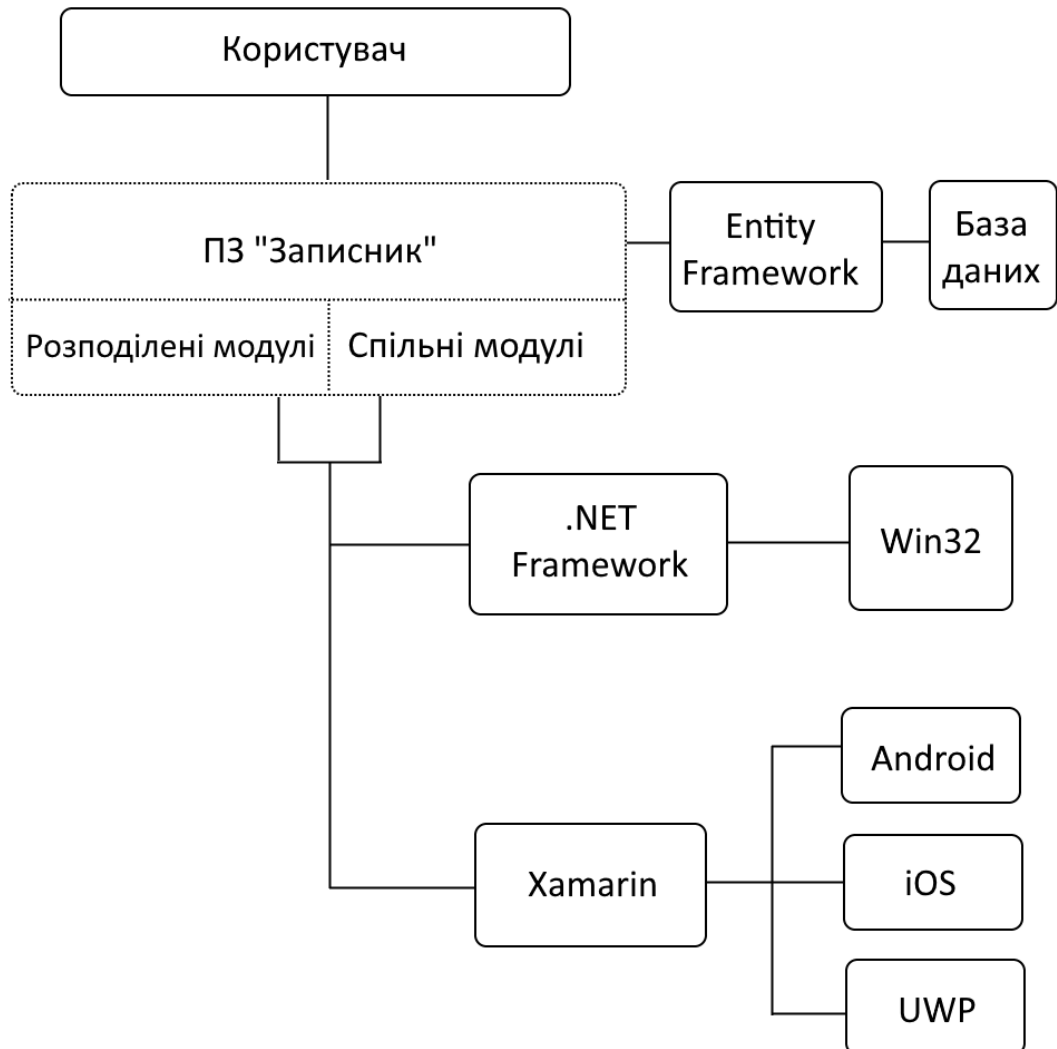 Користувач
ПЗ "Записник"
Розподілені модулі
Спільні модулі
Entity
Framework
База
даних
.NET
Framework
Win32
Xamarin
Android
iOS
UWP